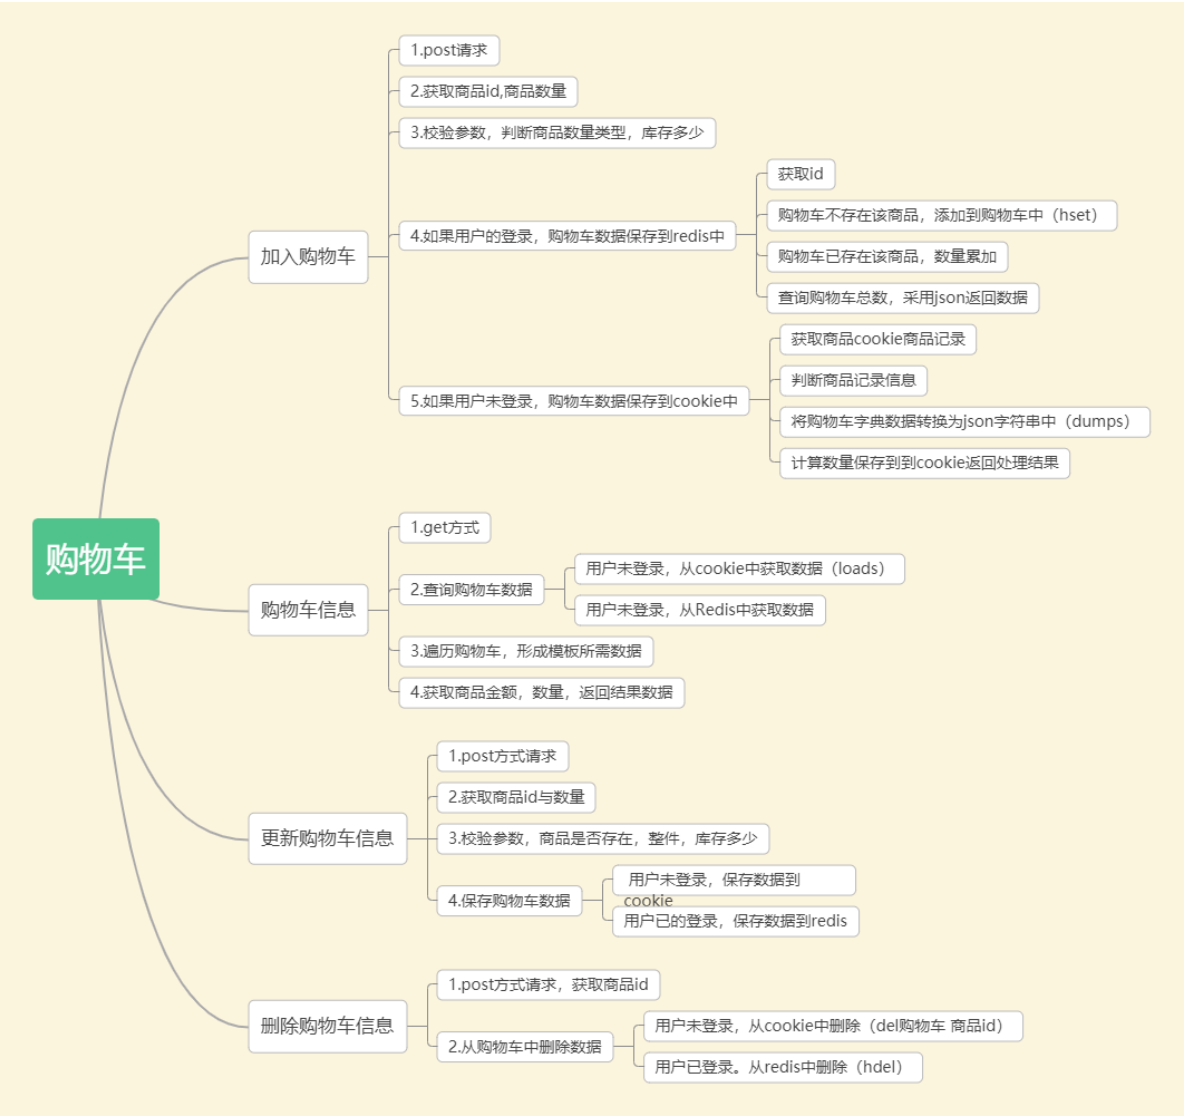 购物车
加入购物车
1.post请求
2.获取商品id,商品数量
3.校验参数，判断商品数量类型，库存多少
4.如果用户的登录，购物车数据保存到redis中
获取id
购物车不存在该商品，添加到购物车中（hset）
购物车已存在该商品，数量累加
查询购物车总数，采用json返回数据
5.如果用户未登录，购物车数据保存到cookie中
获取商品cookie商品记录
判断商品记录信息
将购物车字典数据转换为json字符串中（dumps）
计算数量保存到到cookie返回处理结果
购物车信息
1.get方式
2.查询购物车数据
用户未登录，从cookie中获取数据（loads）
用户未登录，从Redis中获取数据
3.遍历购物车，形成模板所需数据
4.获取商品金额，数量，返回结果数据
更新购物车信息
1.post方式请求
2.获取商品id与数量
3.校验参数，商品是否存在，整件，库存多少
4.保存购物车数据
用户未登录，保存数据到
cookie
用户已的登录，保存数据到redis
删除购物车信息
1.post方式请求，获取商品id
2.从购物车中删除数据
用户未登录，从cookie中删除（del购物车 商品id）
用户已登录。从redis中删除（hdel）